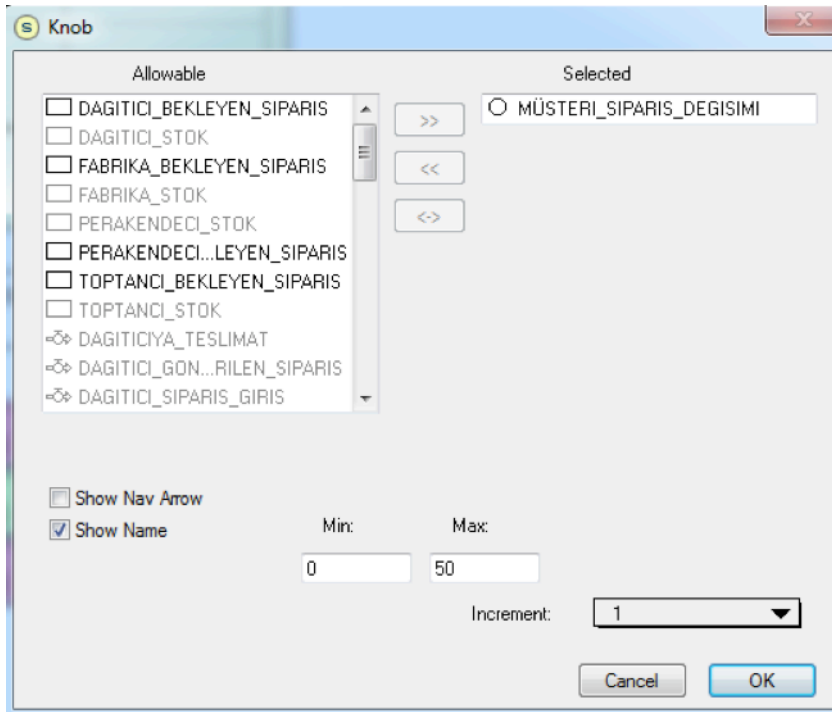 Knob
Allowable
Selected
DAGITICI_BEKLEYEN_SIPARIS
DAGITICI_STOK
FABRIKA_BEKLEYEN_SIPARIS
FABRIKA_STOK
PERAKENDECI_STOK
PERAKENDECI...LEYEN_SIPARIS
TOPTANCI_BEKLEYEN_SIPARIS
TOPTANCI_STOK
DAGITICIYA_TESLIMAT
DAGITICI_GON...RILEN_SIPARIS
DAGITICI_SIPARIS_GIRIS
>>
<<
<->
MÜSTERI_SIPARIS_DEGISIMI
Show Nav Arrow
Show Name
Min:
Max:
0
50
Increment:
1
Cancel
OK